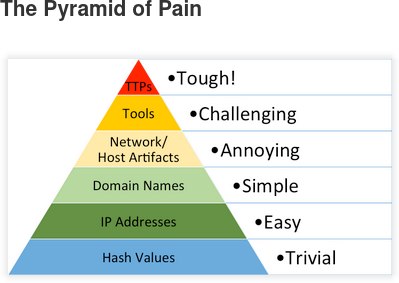 The Pyramid of Pain
TTPs
•Tough!
Tools
•Challenging
Network/
Host Artifacts
•Annoying
Domain Names
•Simple
IP Addresses
•Easy
Hash Values
•Trivial